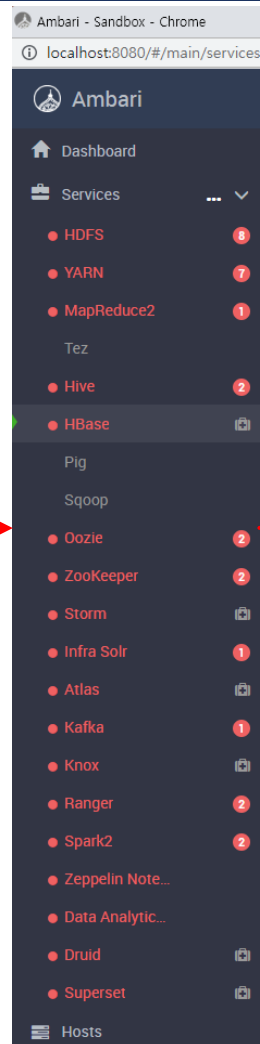 Ambari - Sandbox - Chrome
localhost:8080/#/main/services
Ambari
Dashboard
Services ...
HDFS 8
YARN 7
MapReduce2 1
Tez
Hive 2
HBase
Pig
Sqoop
Oozie 2
ZooKeeper 2
Storm
Infra Solr 1
Atlas
Kafka 1
Knox
Ranger 2
Spark2 2
Zeppelin Note...
Data Analytic...
Druid
Superset
Hosts